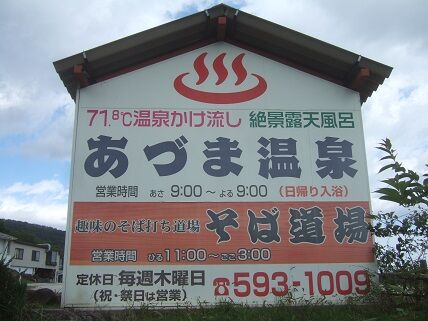 71.8℃温泉かけ流し 絶景露天風呂
あづま温泉
営業時間 あさ 9:00〜よる 9:00 (日帰り入浴)
趣味のそば打ち道場 そば道場
営業時間 ひる 11:00〜ごご 3:00
定休日 毎週木曜日 ☎593-1009
(祝・祭日は営業)